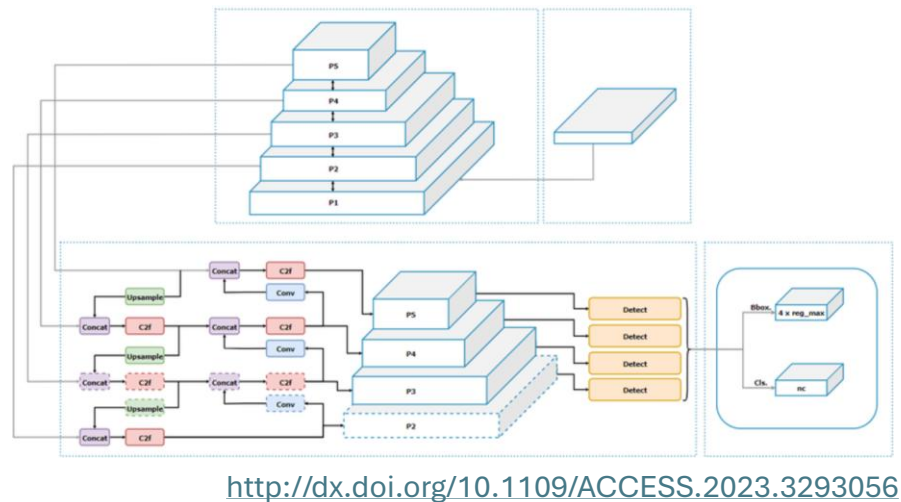 P5
P4
P3
P2
P1
Concat
C2f
Conv
Upsample
Concat
C2f
Concat
C2f
Conv
Upsample
Concat
C2f
Concat
C2f
Conv
Upsample
Concat
C2f
P5
P4
P3
P2
Detect
Detect
Detect
Detect
Bbox.
4 x reg_max
Cls.
nc
http://dx.doi.org/10.1109/ACCESS.2023.3293056